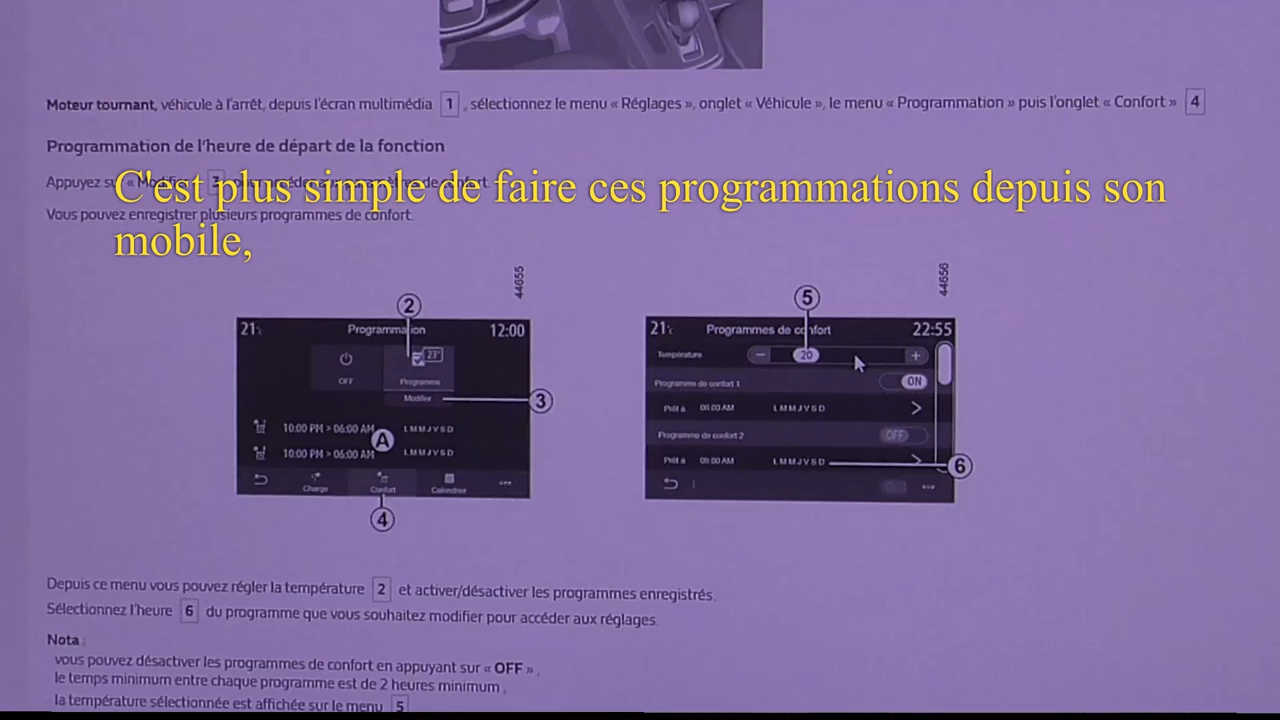 Moteur tournant, véhicule à l'arrêt, depuis l'écran multimédia 1 , sélectionnez le menu « Réglages », onglet « Véhicule », le menu « Programmation » puis l'onglet « Confort » 4
Programmation de l'heure de départ de la fonction
Appuyez sur « Modifier 3 de confort.
C'est plus simple de faire ces programmations depuis son
mobile,
Vous pouvez enregistrer plusieurs programmes de confort.
44655
2
21
Programmation
12:00
23°
OFF
Programme
Modifier
3
10:00 PM > 06:00 AM
LMMJVSD
A
10:00 PM > 06:00 AM
LMMJVSD
Charge
Confort
Calendrier
4
44656
5
21
Programmes de confort
22:55
Température
20
Programme de confort 1
ON
Prêt à
LMMJVSD
Programme de confort 2
OFF
Prêt à
09:00 AM
LMMJVSD
6
Depuis ce menu vous pouvez régler la température 2 et activer/désactiver les programmes enregistrés.
Sélectionnez l'heure 6 du programme que vous souhaitez modifier pour accéder aux réglages.
Nota :
vous pouvez désactiver les programmes de confort en appuyant sur « OFF » ,
le temps minimum entre chaque programme est de 2 heures minimum ,
la température sélectionnée est affichée sur le menu 5